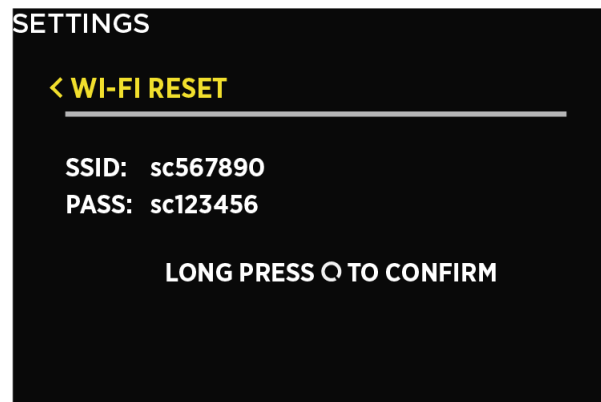 SETTINGS
< WI-FI RESET
SSID: sc567890
PASS: sc123456
LONG PRESS O TO CONFIRM